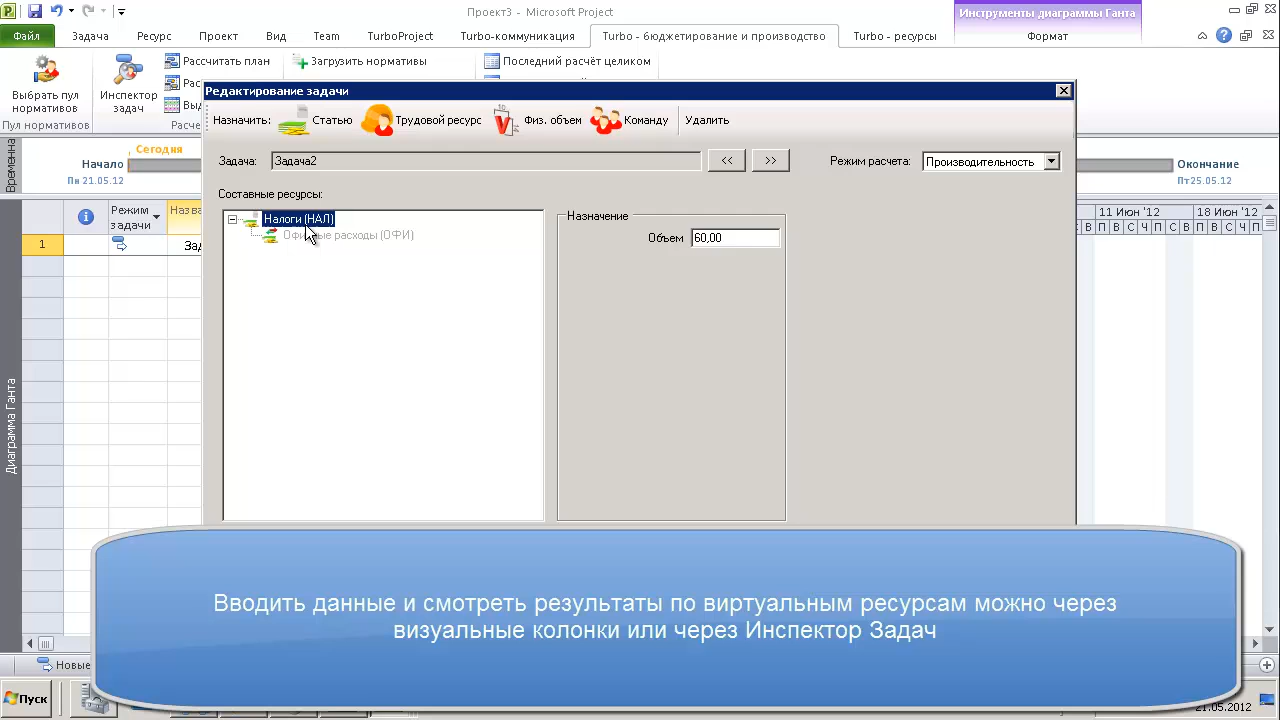 Проект3 - Microsoft Project
Инструменты диаграммы Ганта
Файл Задача Ресурс Проект Вид Team TurboProject Turbo-коммуникация Turbo - бюджетирование и производство Turbo - ресурсы Формат
Выбрать пул нормативов
Пул нормативов
Инспектор задач
Рассчитать план
Загрузить нормативы
Последний расчёт целиком
Редактирование задачи
Назначить: Статью Трудовой ресурс Физ. объем Команду Удалить
Задача: Задача2 << >> Режим расчета: Производительность
Составные ресурсы:
Налоги (НАЛ)
Назначение
Объем 60,00
Сегодня
Начало
Пн 21.05.12
Окончание
Пт25.05.12
Режим задачи
11 Июн '12 18 Июн '12
В П В С Ч П С В П В С Ч П С В
1
Диаграмма Ганта
Вводить данные и смотреть результаты по виртуальным ресурсам можно через
визуальные колонки или через Инспектор Задач
Новые
Пуск
21.05.2012